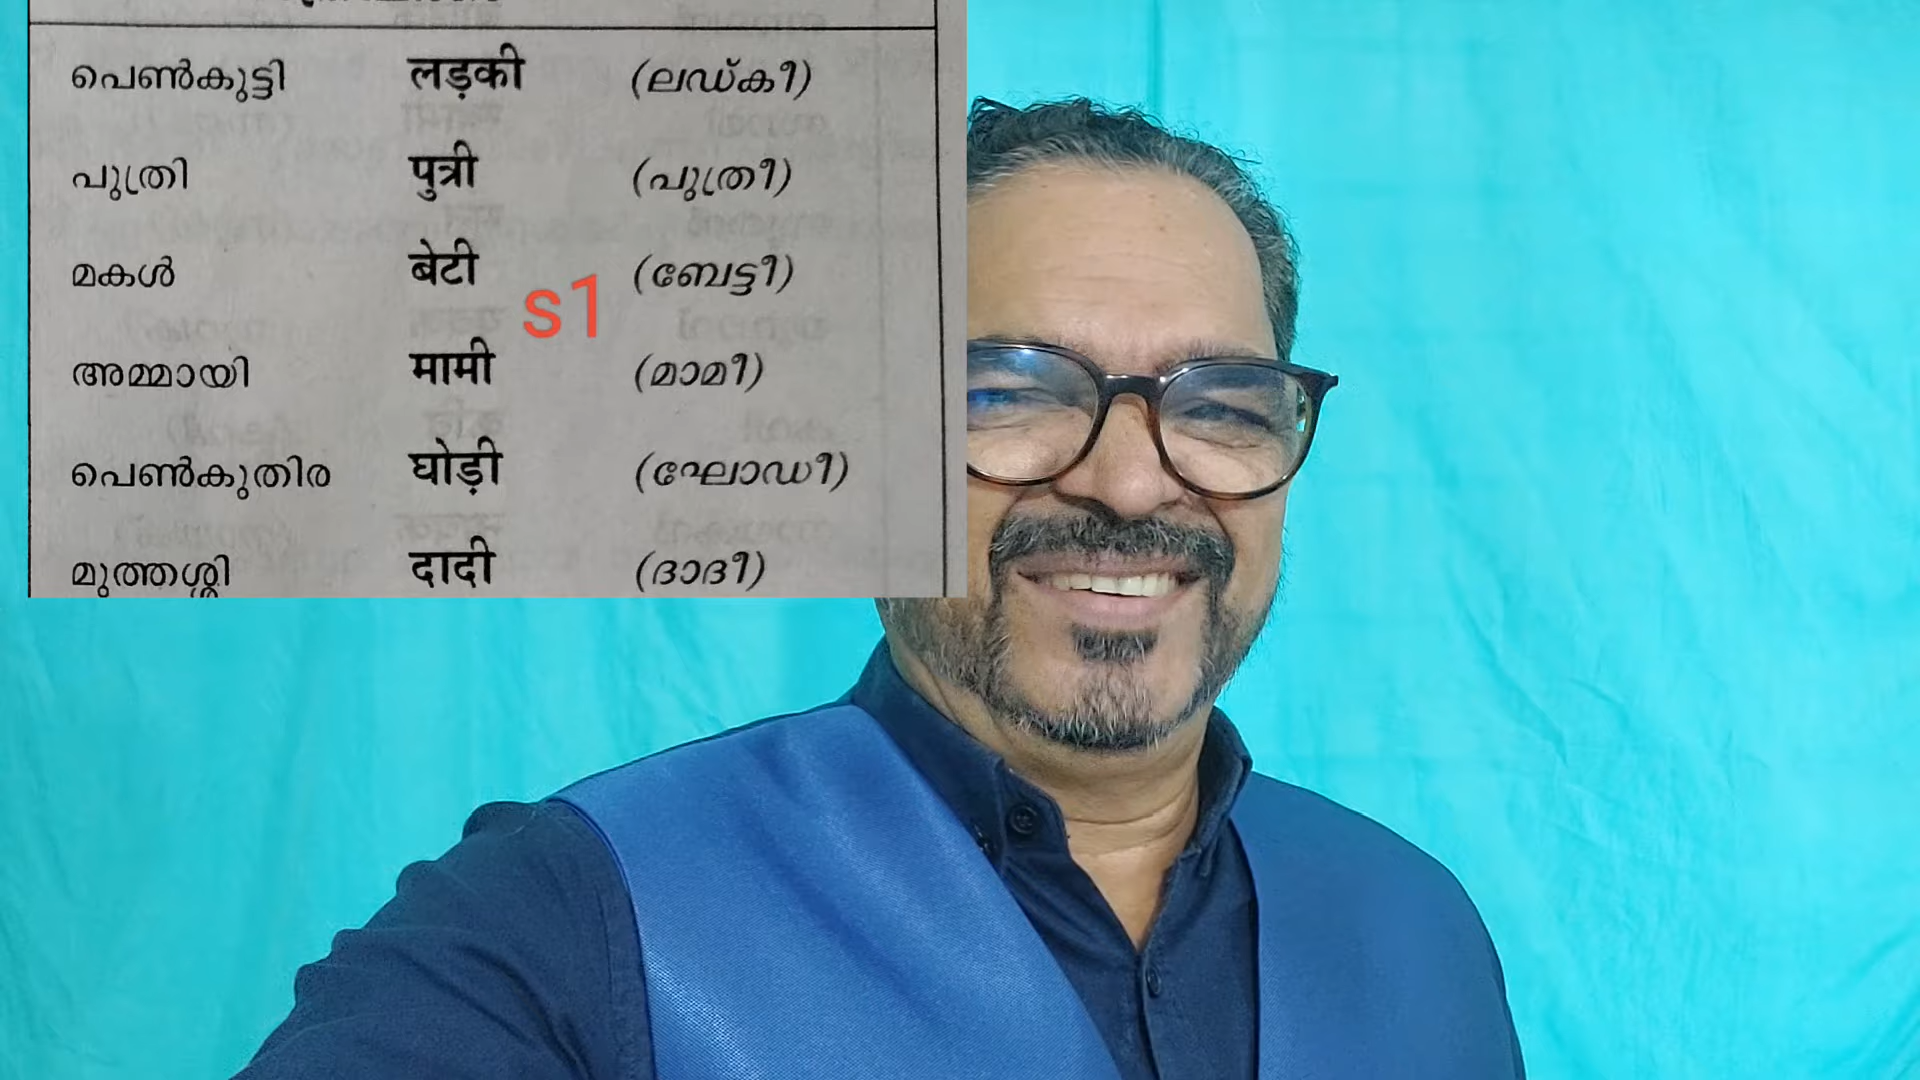 പെൺകുട്ടി लड़की (ലഡ്കീ)
പുത്രി पुत्री (പുത്രീ)
മകൾ बेटी (ബേട്ടീ)
s1
അമ്മായി मामी (മാമീ)
പെൺകുതിര घोड़ी (ഘോഡീ)
മുത്തശ്ശി दादी (ദാദീ)